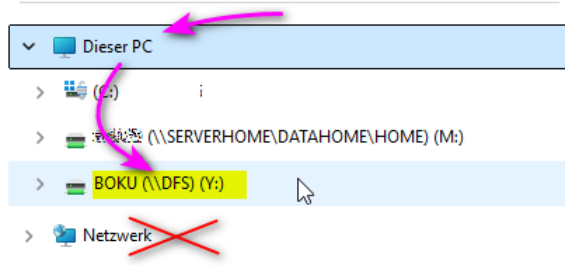 Dieser PC
(C:)
(\\SERVERHOME\DATAHOME\HOME) (M:)
BOKU (\\DFS) (Y:)
Netzwerk